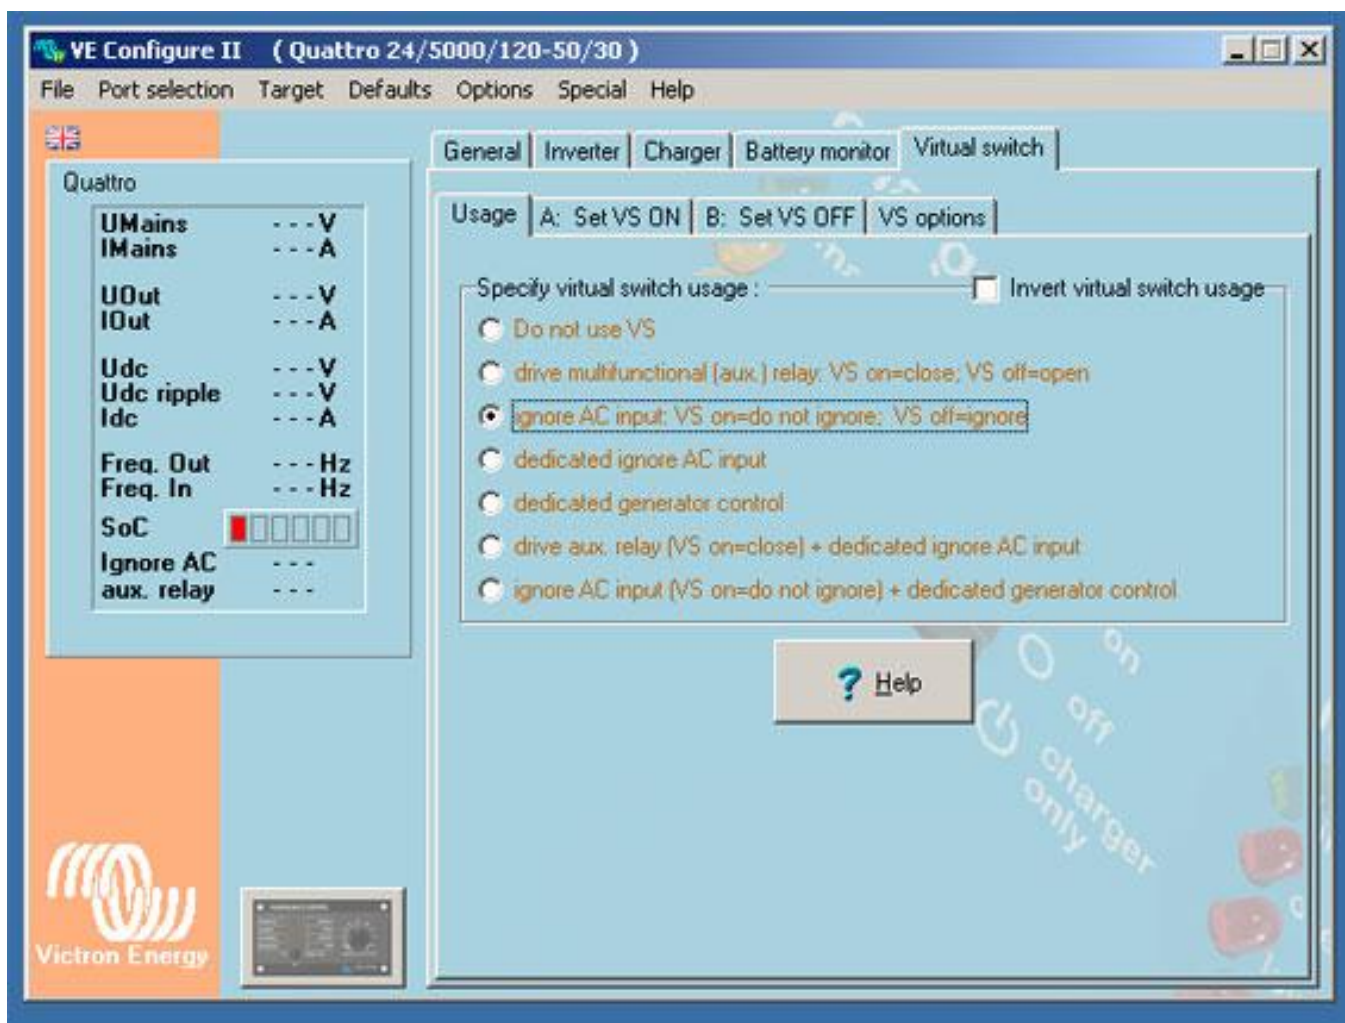 VE Configure II ( Quattro 24/5000/120-50/30 )
File Port selection Target Defaults Options Special Help
General Inverter Charger Battery monitor Virtual switch
Quattro
Usage A: Set VS ON B: Set VS OFF VS options
UMains - - - V
IMains - - - A
UOut - - - V
IOut - - - A
Udc - - - V
Udc ripple - - - V
Idc - - - A
Freq. Out - - - Hz
Freq. In - - - Hz
SoC
Ignore AC - - -
aux. relay - - -
Specify virtual switch usage : Invert virtual switch usage
Do not use VS
drive multifunctional (aux.) relay: VS on=close; VS off=open
ignore AC input: VS on=do not ignore; VS off=ignore
dedicated ignore AC input
dedicated generator control
drive aux. relay (VS on=close) + dedicated ignore AC input
ignore AC input (VS on=do not ignore) + dedicated generator control
? Help
on
off
charger
only
Victron Energy